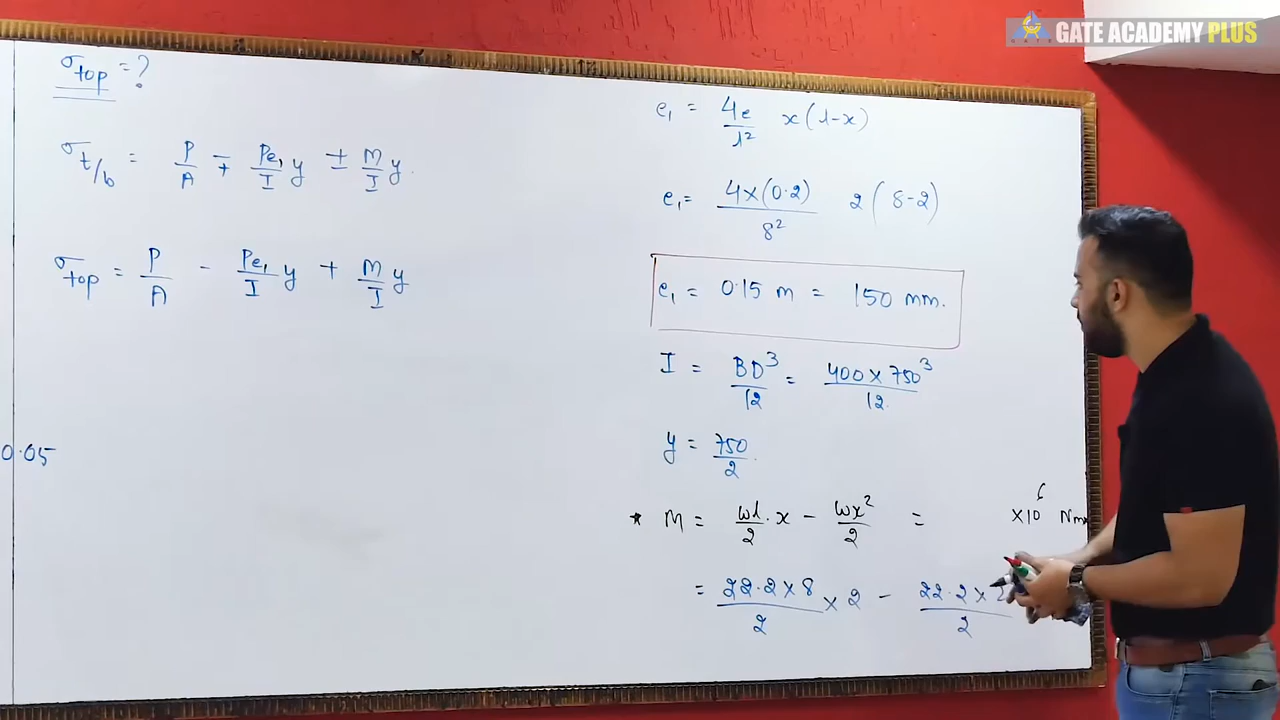 GATE ACADEMY PLUS
σtop = ?
σt/b = P/A ∓ Pe₁/I y ± M/I y.
σtop = P/A - Pe₁/I y + M/I y
0.05
e₁ = 4e/l² x(l-x)
e₁ = 4×(0.2)/8² 2(8-2)
e₁ = 0.15 m = 150 mm.
I = BD³/12 = 400×750³/12.
y = 750/2.
* M = wl/2 . x - wx²/2 = ×10⁶ Nm
= 22.2×8/2 × 2 - 22.2×2/2